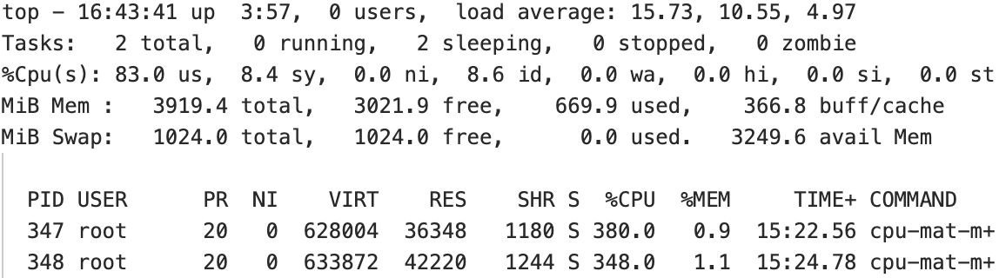 top - 16:43:41 up  3:57,  0 users,  load average: 15.73, 10.55, 4.97
Tasks:   2 total,   0 running,   2 sleeping,   0 stopped,   0 zombie
%Cpu(s): 83.0 us,  8.4 sy,  0.0 ni,  8.6 id,  0.0 wa,  0.0 hi,  0.0 si,  0.0 st
MiB Mem :   3919.4 total,   3021.9 free,    669.9 used,    366.8 buff/cache
MiB Swap:   1024.0 total,   1024.0 free,      0.0 used.   3249.6 avail Mem
  PID USER      PR  NI    VIRT    RES    SHR S  %CPU  %MEM     TIME+ COMMAND
  347 root      20   0  628004  36348   1180 S 380.0   0.9  15:22.56 cpu-mat-m+
  348 root      20   0  633872  42220   1244 S 348.0   1.1  15:24.78 cpu-mat-m+